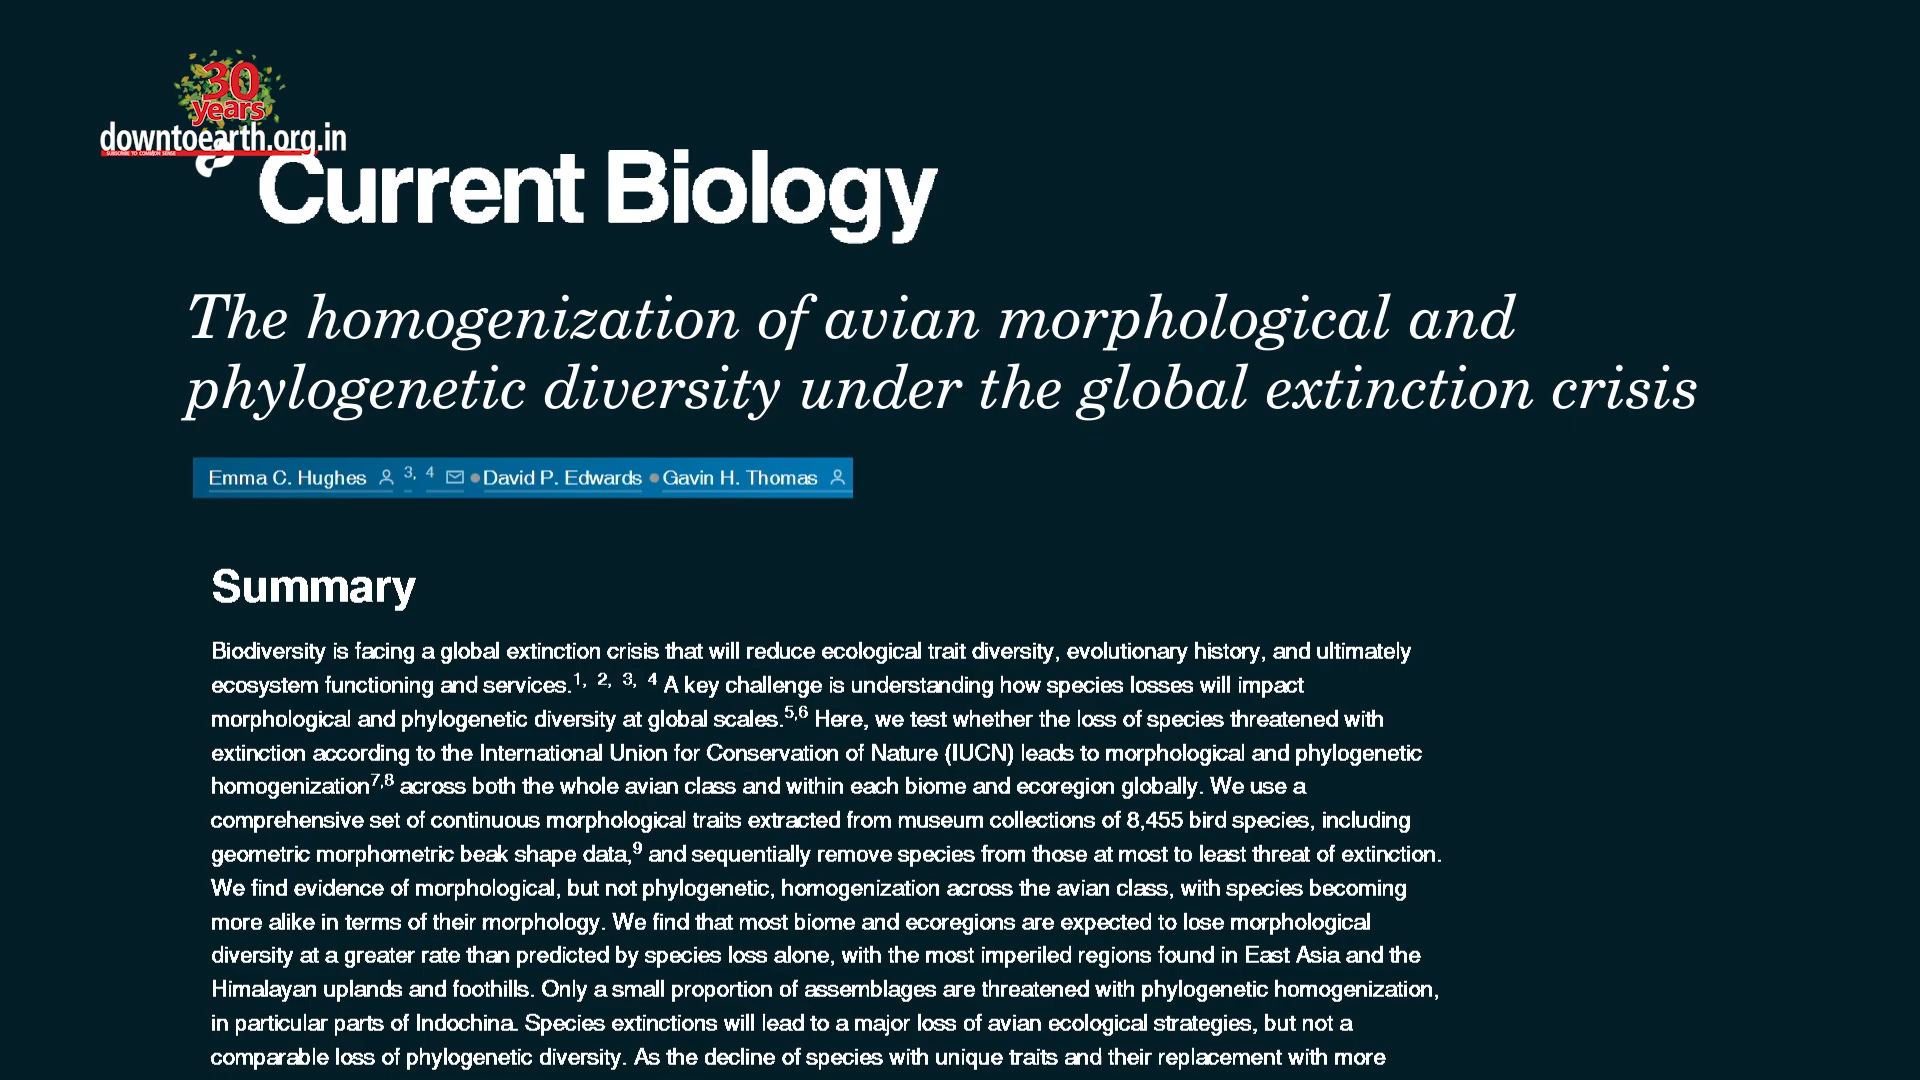 30
years
downtoearth.org.in
SUBSCRIBE TO COMMON SENSE
Current Biology
The homogenization of avian morphological and
phylogenetic diversity under the global extinction crisis
Emma C. Hughes 3, 4 • David P. Edwards • Gavin H. Thomas
Summary
Biodiversity is facing a global extinction crisis that will reduce ecological trait diversity, evolutionary history, and ultimately
ecosystem functioning and services.1, 2, 3, 4 A key challenge is understanding how species losses will impact
morphological and phylogenetic diversity at global scales.5,6 Here, we test whether the loss of species threatened with
extinction according to the International Union for Conservation of Nature (IUCN) leads to morphological and phylogenetic
homogenization7,8 across both the whole avian class and within each biome and ecoregion globally. We use a
comprehensive set of continuous morphological traits extracted from museum collections of 8,455 bird species, including
geometric morphometric beak shape data,9 and sequentially remove species from those at most to least threat of extinction.
We find evidence of morphological, but not phylogenetic, homogenization across the avian class, with species becoming
more alike in terms of their morphology. We find that most biome and ecoregions are expected to lose morphological
diversity at a greater rate than predicted by species loss alone, with the most imperiled regions found in East Asia and the
Himalayan uplands and foothills. Only a small proportion of assemblages are threatened with phylogenetic homogenization,
in particular parts of Indochina. Species extinctions will lead to a major loss of avian ecological strategies, but not a
comparable loss of phylogenetic diversity. As the decline of species with unique traits and their replacement with more